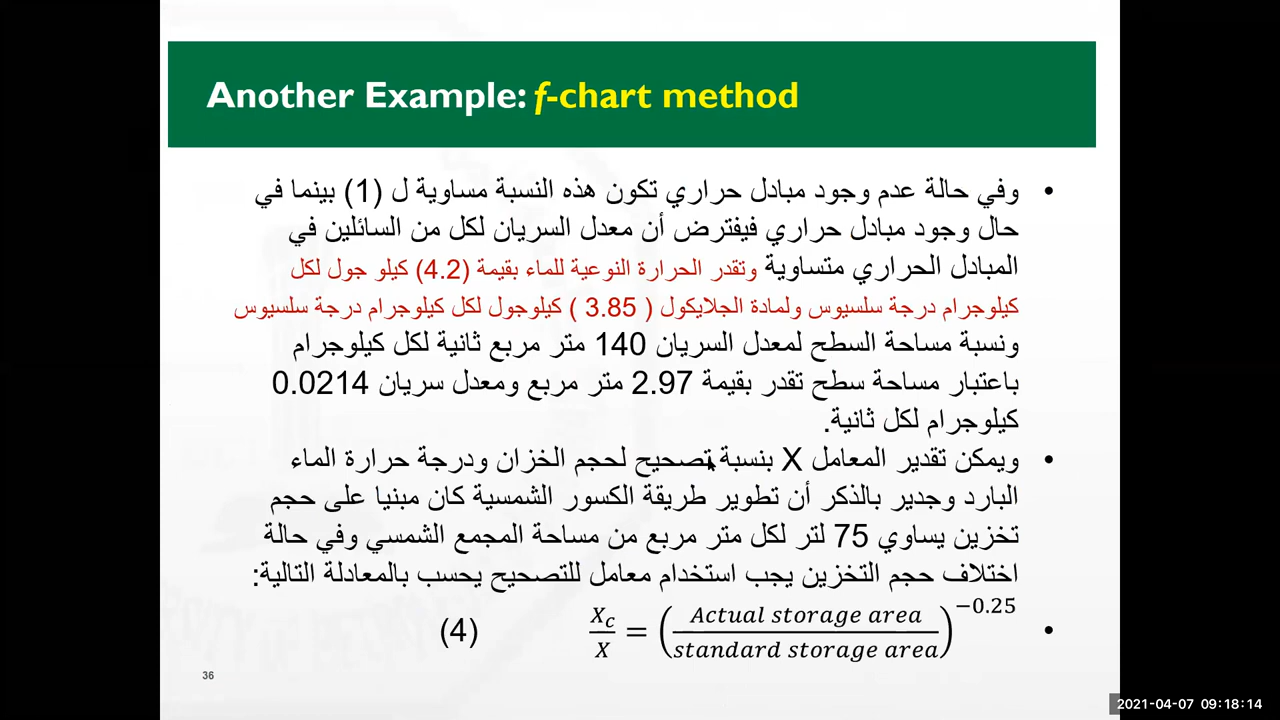 Another Example: f-chart method
• وفي حالة عدم وجود مبادل حراري تكون هذه النسبة مساوية ل (1) بينما في
حال وجود مبادل حراري فيفترض أن معدل السريان لكل من السائلين في
المبادل الحراري متساوية وتقدر الحرارة النوعية للماء بقيمة (4.2) كيلو جول لكل
كيلوجرام درجة سلسيوس ولمادة الجلايكول ( 3.85 ) كيلوجول لكل كيلوجرام درجة سلسيوس
ونسبة مساحة السطح لمعدل السريان 140 متر مربع ثانية لكل كيلوجرام
باعتبار مساحة سطح تقدر بقيمة 2.97 متر مربع ومعدل سريان 0.0214
كيلوجرام لكل ثانية.
• ويمكن تقدير المعامل X بنسبة تصحيح لحجم الخزان ودرجة حرارة الماء
البارد وجدير بالذكر أن تطوير طريقة الكسور الشمسية كان مبنيا على حجم
تخزين يساوي 75 لتر لكل متر مربع من مساحة المجمع الشمسي وفي حالة
اختلاف حجم التخزين يجب استخدام معامل للتصحيح يحسب بالمعادلة التالية:
• X_c/X = (Actual storage area/standard storage area)^−0.25 (4)
36
2021-04-07 09:18:14